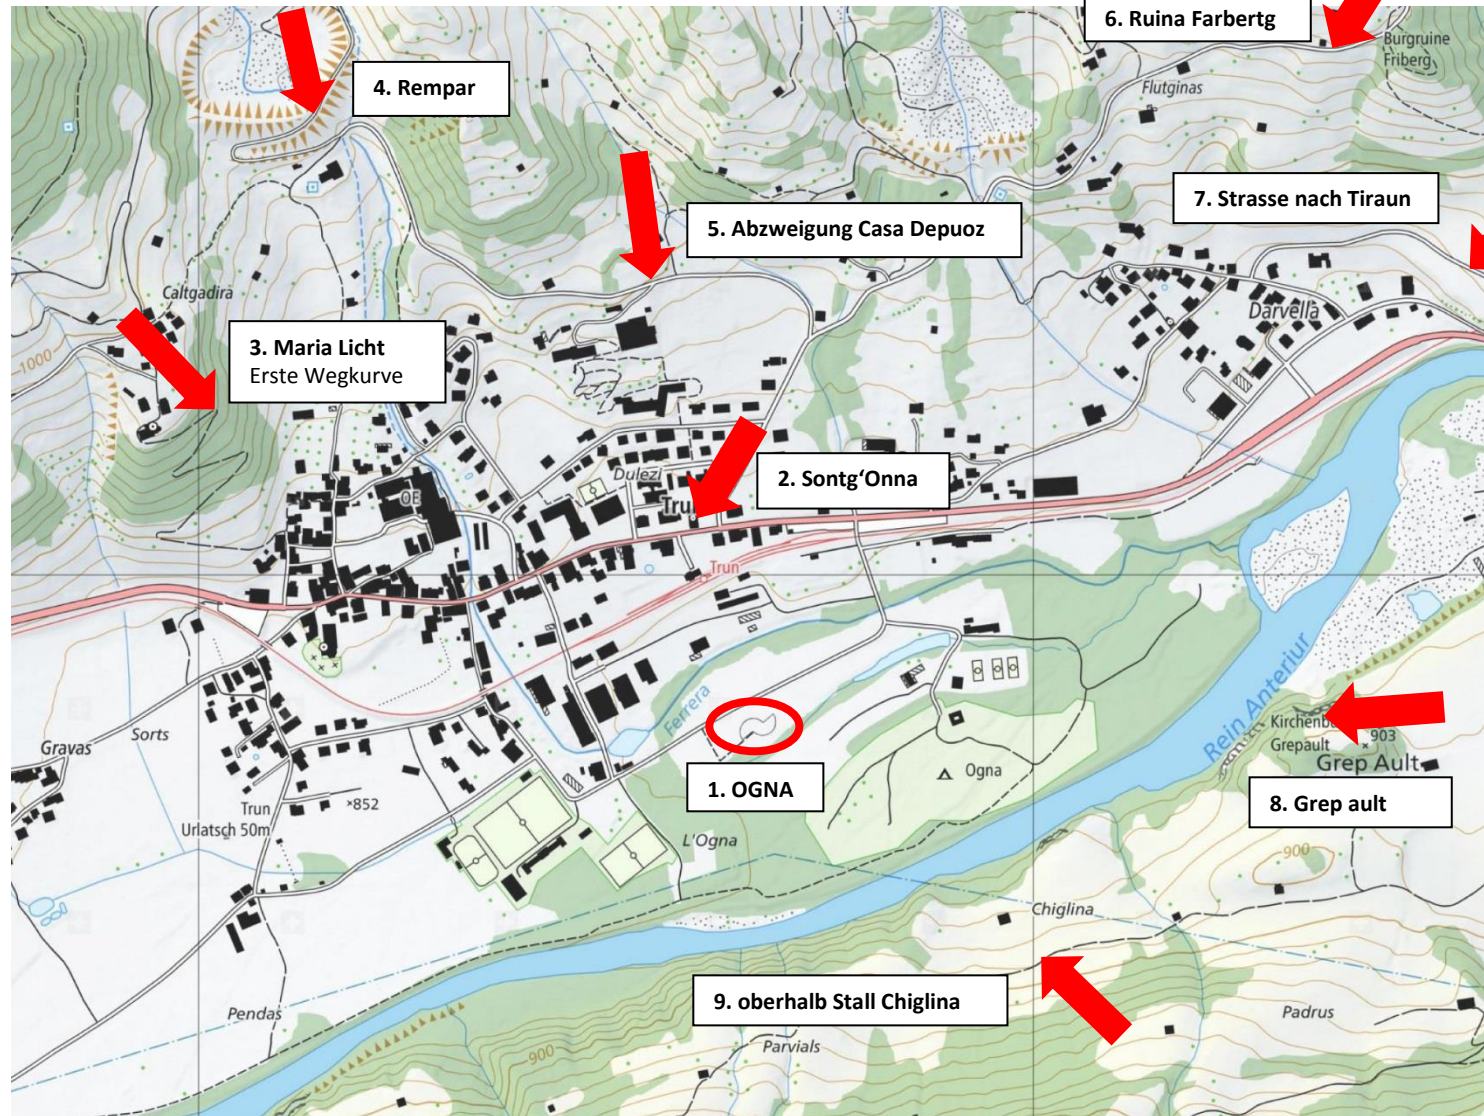 6. Ruina Farbertg
Burgruine
Friberg
4. Rempar
Flutginas
7. Strasse nach Tiraun
5. Abzweigung Casa Depuoz
Caltgadira
Darvella
3. Maria Licht
Erste Wegkurve
1000
2. Sontg‘Onna
Dulezi
OE
Trun
Ferrera
Rein Anteriur
Gravas
Sorts
Grepault
903
Grep Ault
1. OGNA
Ogna
8. Grep ault
Trun
Urlatsch 50m
852
L'Ogna
900
Chiglina
9. oberhalb Stall Chiglina
Pendas
Padrus
900
Parvials